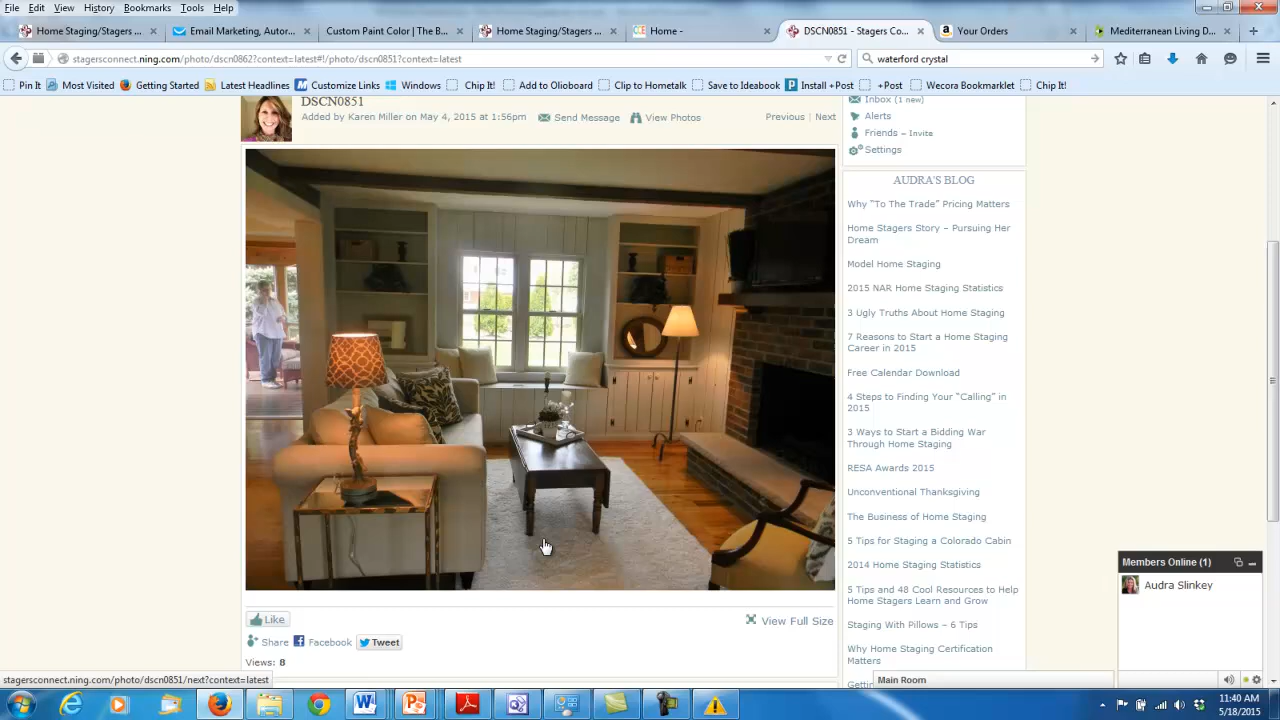 File Edit View History Bookmarks Tools Help
Home Staging/Stagers ... Email Marketing, Autor... Custom Paint Color | The B... Home Staging/Stagers ... Home - DSCN0851 - Stagers Co... Your Orders Mediterranean Living D...
stagersconnect.ning.com/photo/dscn0862?context=latest#!/photo/dscn0851?context=latest waterford crystal
Pin It Most Visited Getting Started Latest Headlines Customize Links Chip It! Windows Add to Olioboard Clip to Hometalk Save to Ideabook Install +Post +Post Wecora Bookmarklet Chip It!
DSCN0851
Added by Karen Miller on May 4, 2015 at 1:56pm Send Message View Photos Previous | Next
Inbox (1 new)
Alerts
Friends – Invite
Settings
AUDRA'S BLOG
Why “To The Trade” Pricing Matters
Home Stagers Story – Pursuing Her
Dream
Model Home Staging
2015 NAR Home Staging Statistics
3 Ugly Truths About Home Staging
7 Reasons to Start a Home Staging
Career in 2015
Free Calendar Download
4 Steps to Finding Your “Calling” in
2015
3 Ways to Start a Bidding War
Through Home Staging
RESA Awards 2015
Unconventional Thanksgiving
The Business of Home Staging
5 Tips for Staging a Colorado Cabin
2014 Home Staging Statistics
5 Tips and 48 Cool Resources to Help
Home Stagers Learn and Grow
Staging With Pillows – 6 Tips
Why Home Staging Certification
Matters
Members Online (1)
Audra Slinkey
Like
View Full Size
Share Facebook Tweet
Views: 8
stagersconnect.ning.com/photo/dscn0851/next?context=latest
Main Room
11:40 AM
5/18/2015